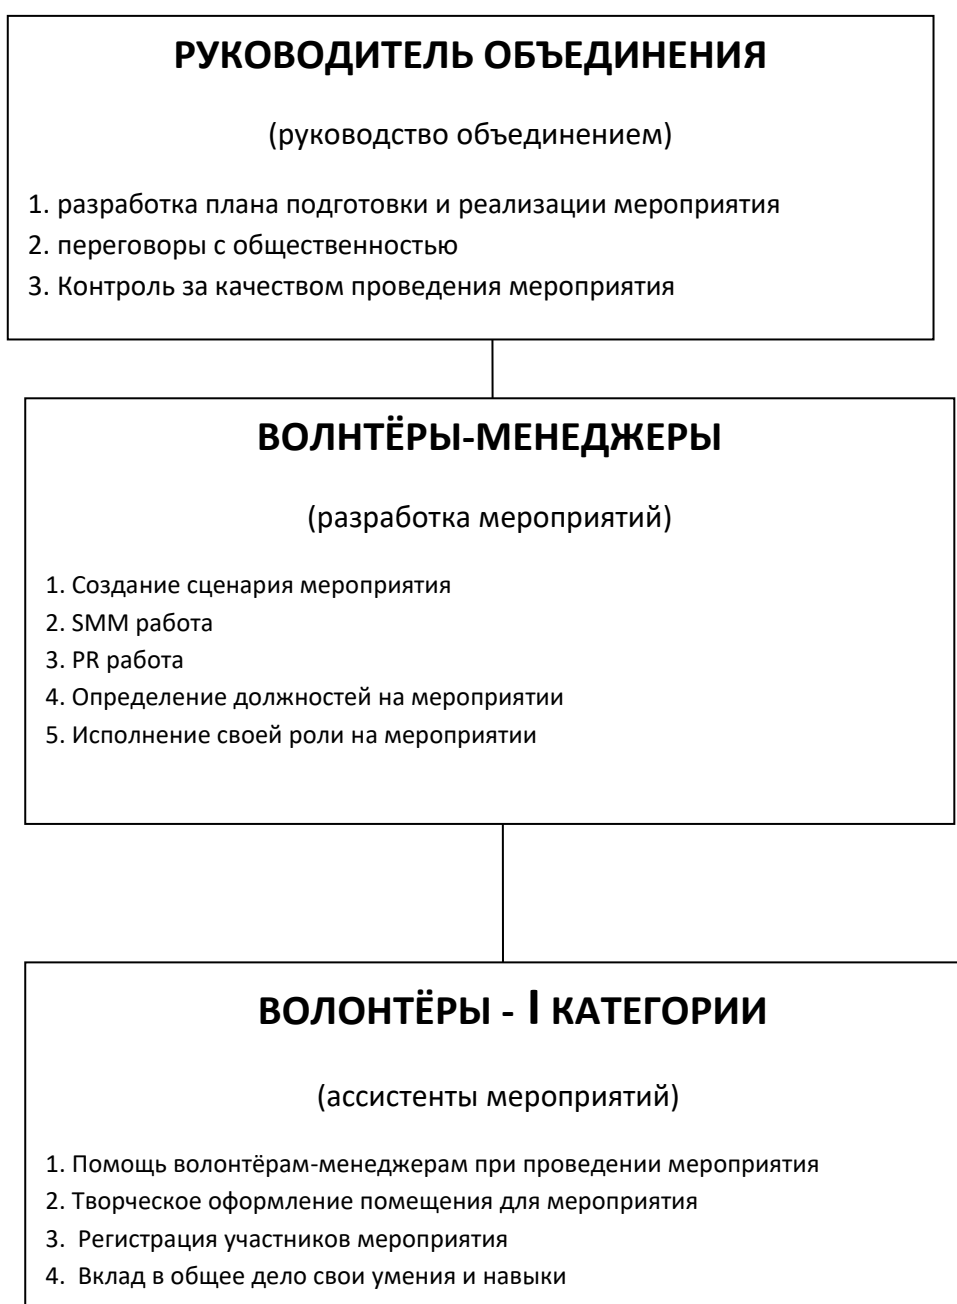 РУКОВОДИТЕЛЬ ОБЪЕДИНЕНИЯ
(руководство объединением)
1. разработка плана подготовки и реализации мероприятия
2. переговоры с общественностью
3. Контроль за качеством проведения мероприятия
ВОЛНТЁРЫ-МЕНЕДЖЕРЫ
(разработка мероприятий)
1. Создание сценария мероприятия
2. SMM работа
3. PR работа
4. Определение должностей на мероприятии
5. Исполнение своей роли на мероприятии
ВОЛОНТЁРЫ - I КАТЕГОРИИ
(ассистенты мероприятий)
1. Помощь волонтёрам-менеджерам при проведении мероприятия
2. Творческое оформление помещения для мероприятия
3. Регистрация участников мероприятия
4. Вклад в общее дело свои умения и навыки